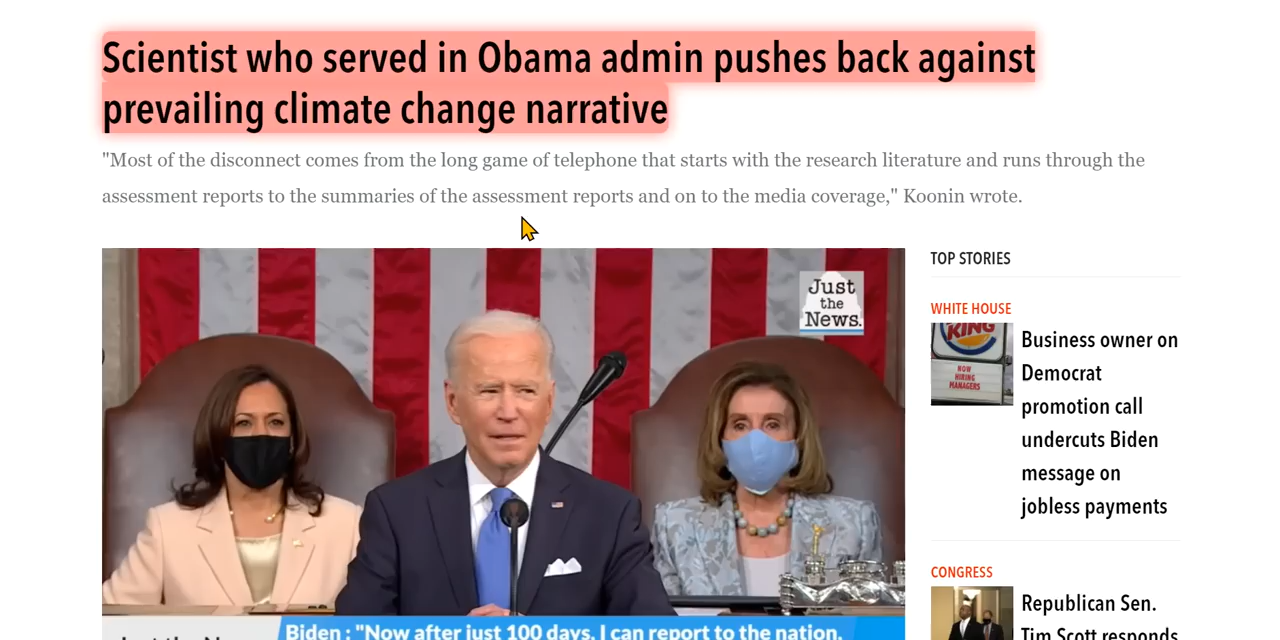 Scientist who served in Obama admin pushes back against
prevailing climate change narrative
"Most of the disconnect comes from the long game of telephone that starts with the research literature and runs through the
assessment reports to the summaries of the assessment reports and on to the media coverage," Koonin wrote.
Just
the
News.
Biden : "Now after just 100 days, I can report to the nation,
TOP STORIES
WHITE HOUSE
KING
NOW
HIRING
MANAGERS
Business owner on
Democrat
promotion call
undercuts Biden
message on
jobless payments
CONGRESS
Republican Sen.
Tim Scott responds